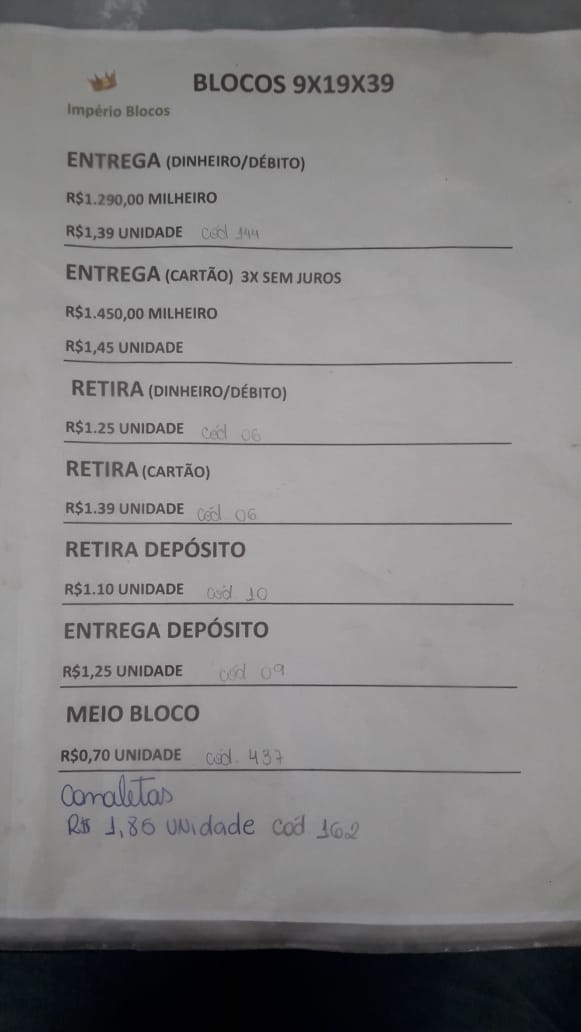 BLOCOS 9X19X39
Império Blocos
ENTREGA (DINHEIRO/DÉBITO)
R$1.290,00 MILHEIRO
R$1,39 UNIDADE cód 144
ENTREGA (CARTÃO) 3X SEM JUROS
R$1.450,00 MILHEIRO
R$1,45 UNIDADE
RETIRA (DINHEIRO/DÉBITO)
R$1.25 UNIDADE cód 06
RETIRA (CARTÃO)
R$1.39 UNIDADE cód 06
RETIRA DEPÓSITO
R$1.10 UNIDADE cód 10
ENTREGA DEPÓSITO
R$1,25 UNIDADE cód 09
MEIO BLOCO
R$0,70 UNIDADE cód. 437
Canaletas
R$ 1,86 UNidade cód 162